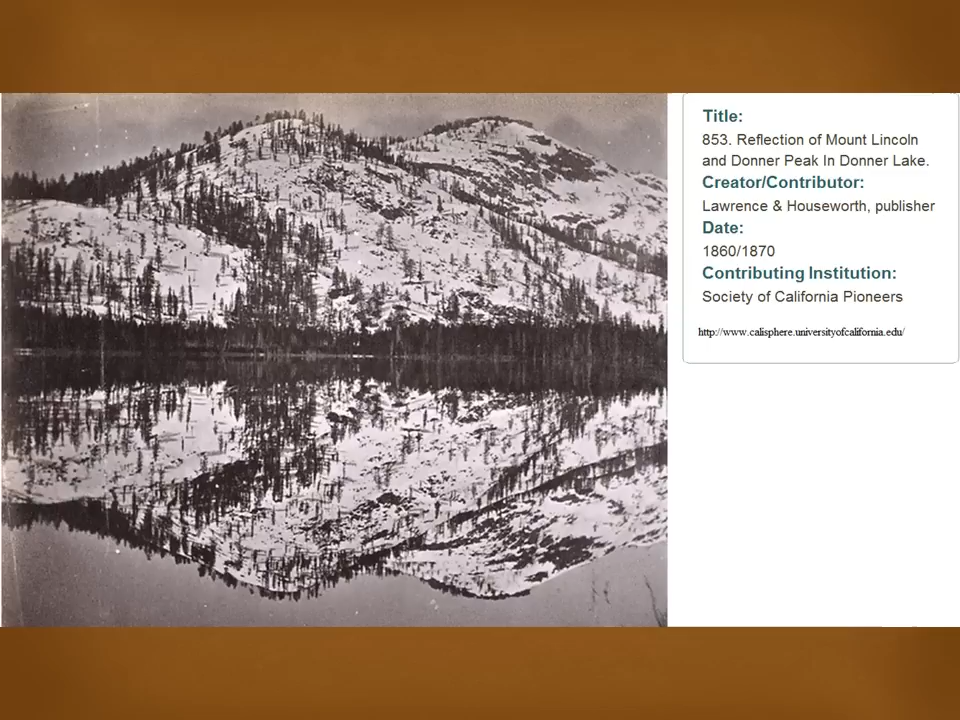 Title:
853. Reflection of Mount Lincoln
and Donner Peak In Donner Lake.
Creator/Contributor:
Lawrence & Houseworth, publisher
Date:
1860/1870
Contributing Institution:
Society of California Pioneers
http://www.calisphere.universityofcalifornia.edu/